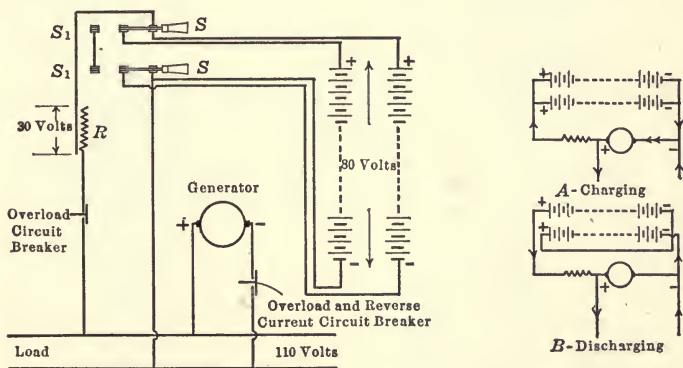 S1
S
S1
S
30 Volts
R
Overload
Circuit
Breaker
Generator
+
-
+
80 Volts
-
Overload and Reverse
Current Circuit Breaker
Load
110 Volts
+
-
+
-
+
-
A-Charging
+
-
B-Discharging